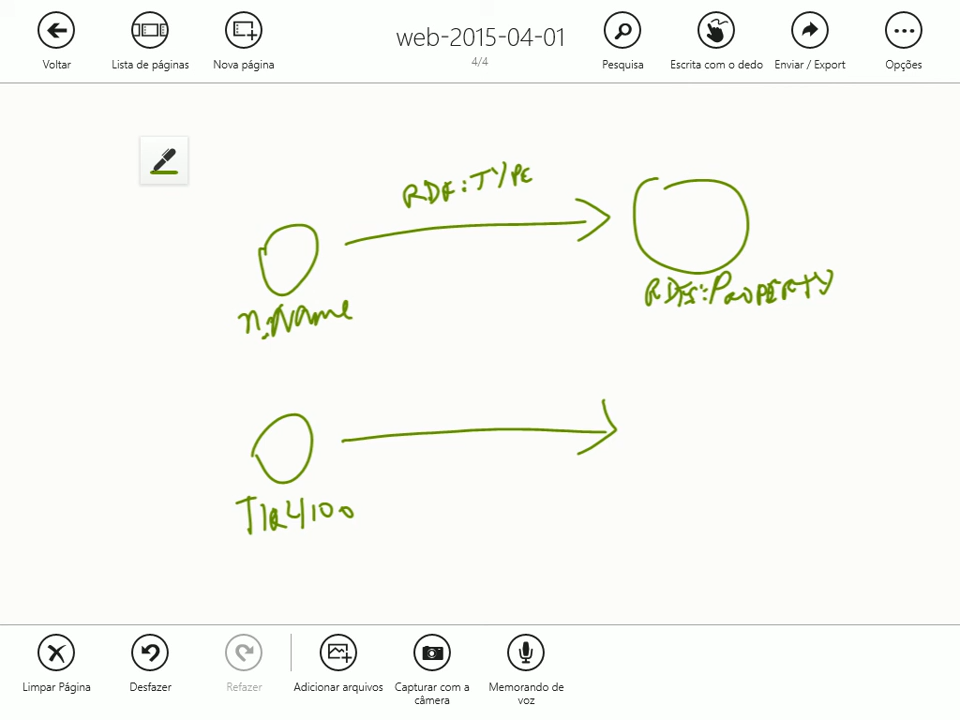 web-2015-04-01
4/4
Voltar
Lista de páginas
Nova página
Pesquisa
Escrita com o dedo
Enviar / Export
Opções
RDF:TYPE
n:Name
RDFS:PROPERTY
T1R4100
Limpar Página
Desfazer
Refazer
Adicionar arquivos
Capturar com a
câmera
Memorando de
voz